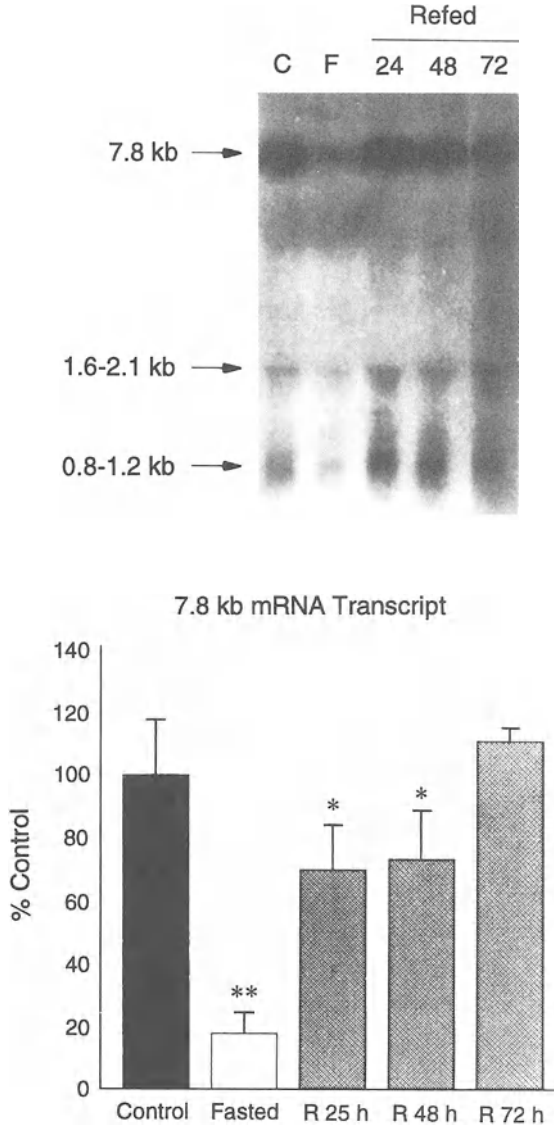 Refed
C F 24 48 72
7.8 kb
1.6-2.1 kb
0.8-1.2 kb
7.8 kb mRNA Transcript
140
120
100
80
60
40
20
0
% Control
**
*
*
Control Fasted R 25 h R 48 h R 72 h